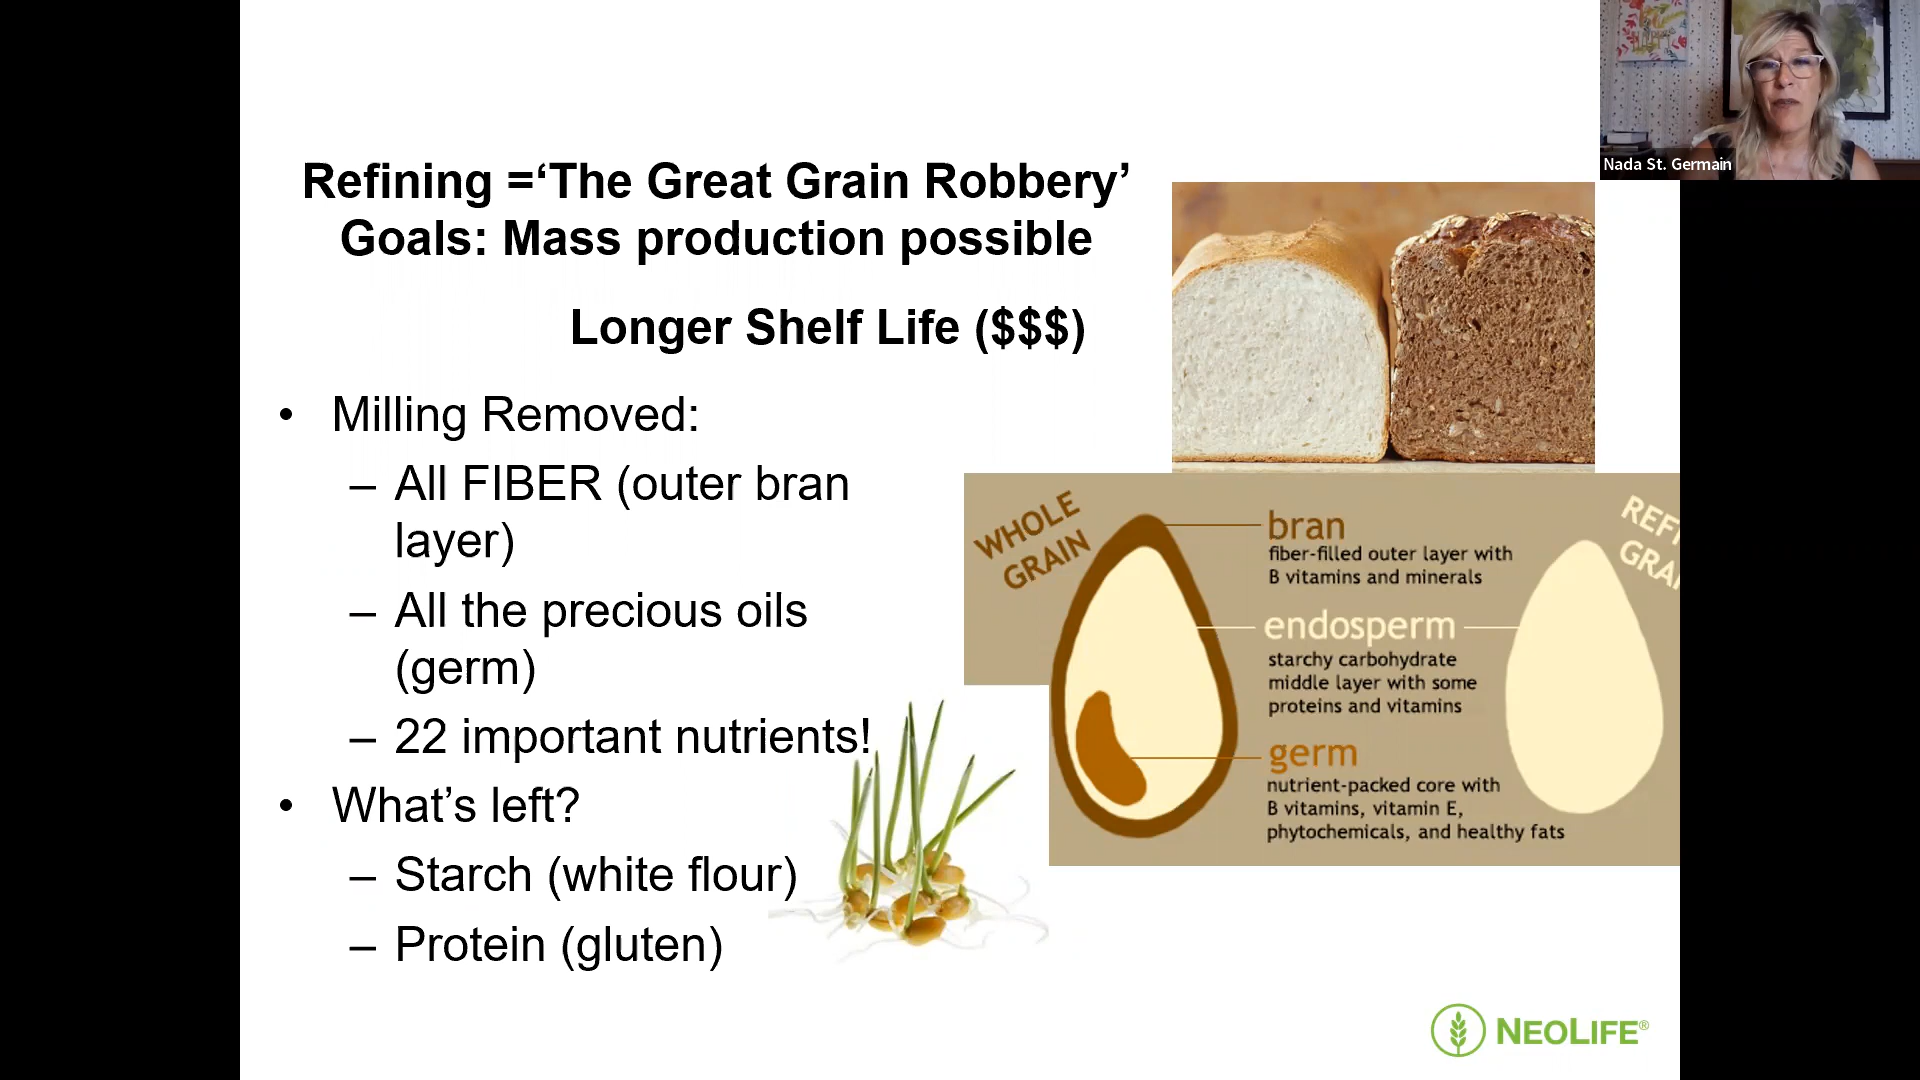 Nada St. Germain
Refining =‘The Great Grain Robbery’
Goals: Mass production possible
Longer Shelf Life ($$$)
• Milling Removed:
– All FIBER (outer bran
layer)
– All the precious oils
(germ)
– 22 important nutrients!
• What’s left?
– Starch (white flour)
– Protein (gluten)
WHOLE
GRAIN
bran
fiber-filled outer layer with
B vitamins and minerals
endosperm
starchy carbohydrate
middle layer with some
proteins and vitamins
germ
nutrient-packed core with
B vitamins, vitamin E,
phytochemicals, and healthy fats
NEOLIFE®